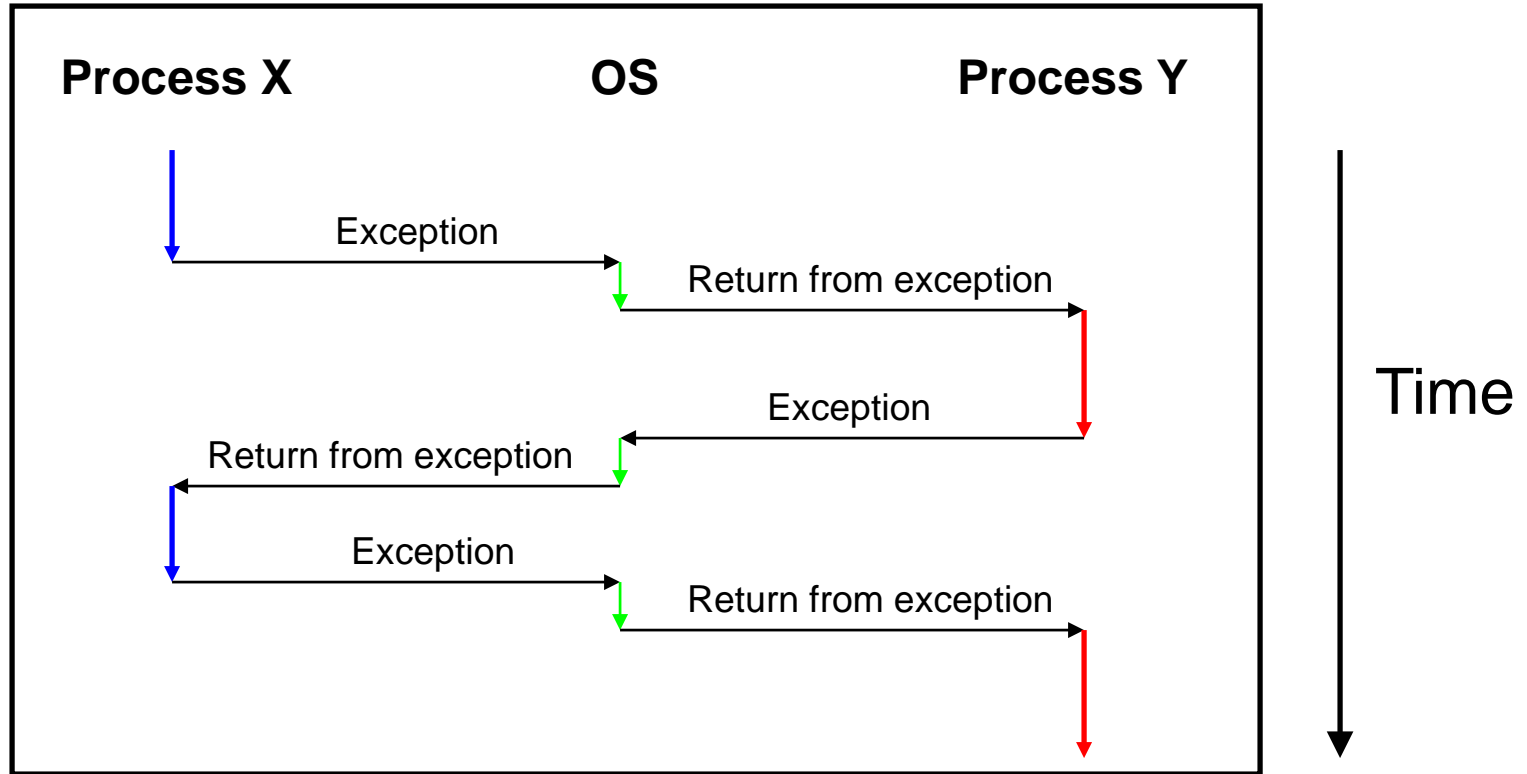 Process X OS Process Y
Exception
Return from exception
Exception
Time
Return from exception
Exception
Return from exception